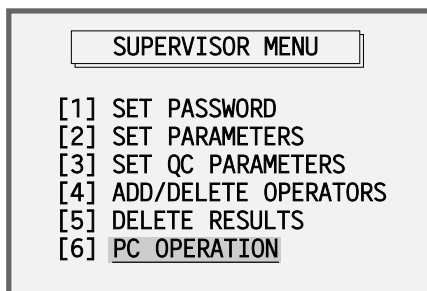 SUPERVISOR MENU
[1] SET PASSWORD
[2] SET PARAMETERS
[3] SET QC PARAMETERS
[4] ADD/DELETE OPERATORS
[5] DELETE RESULTS
[6] PC OPERATION